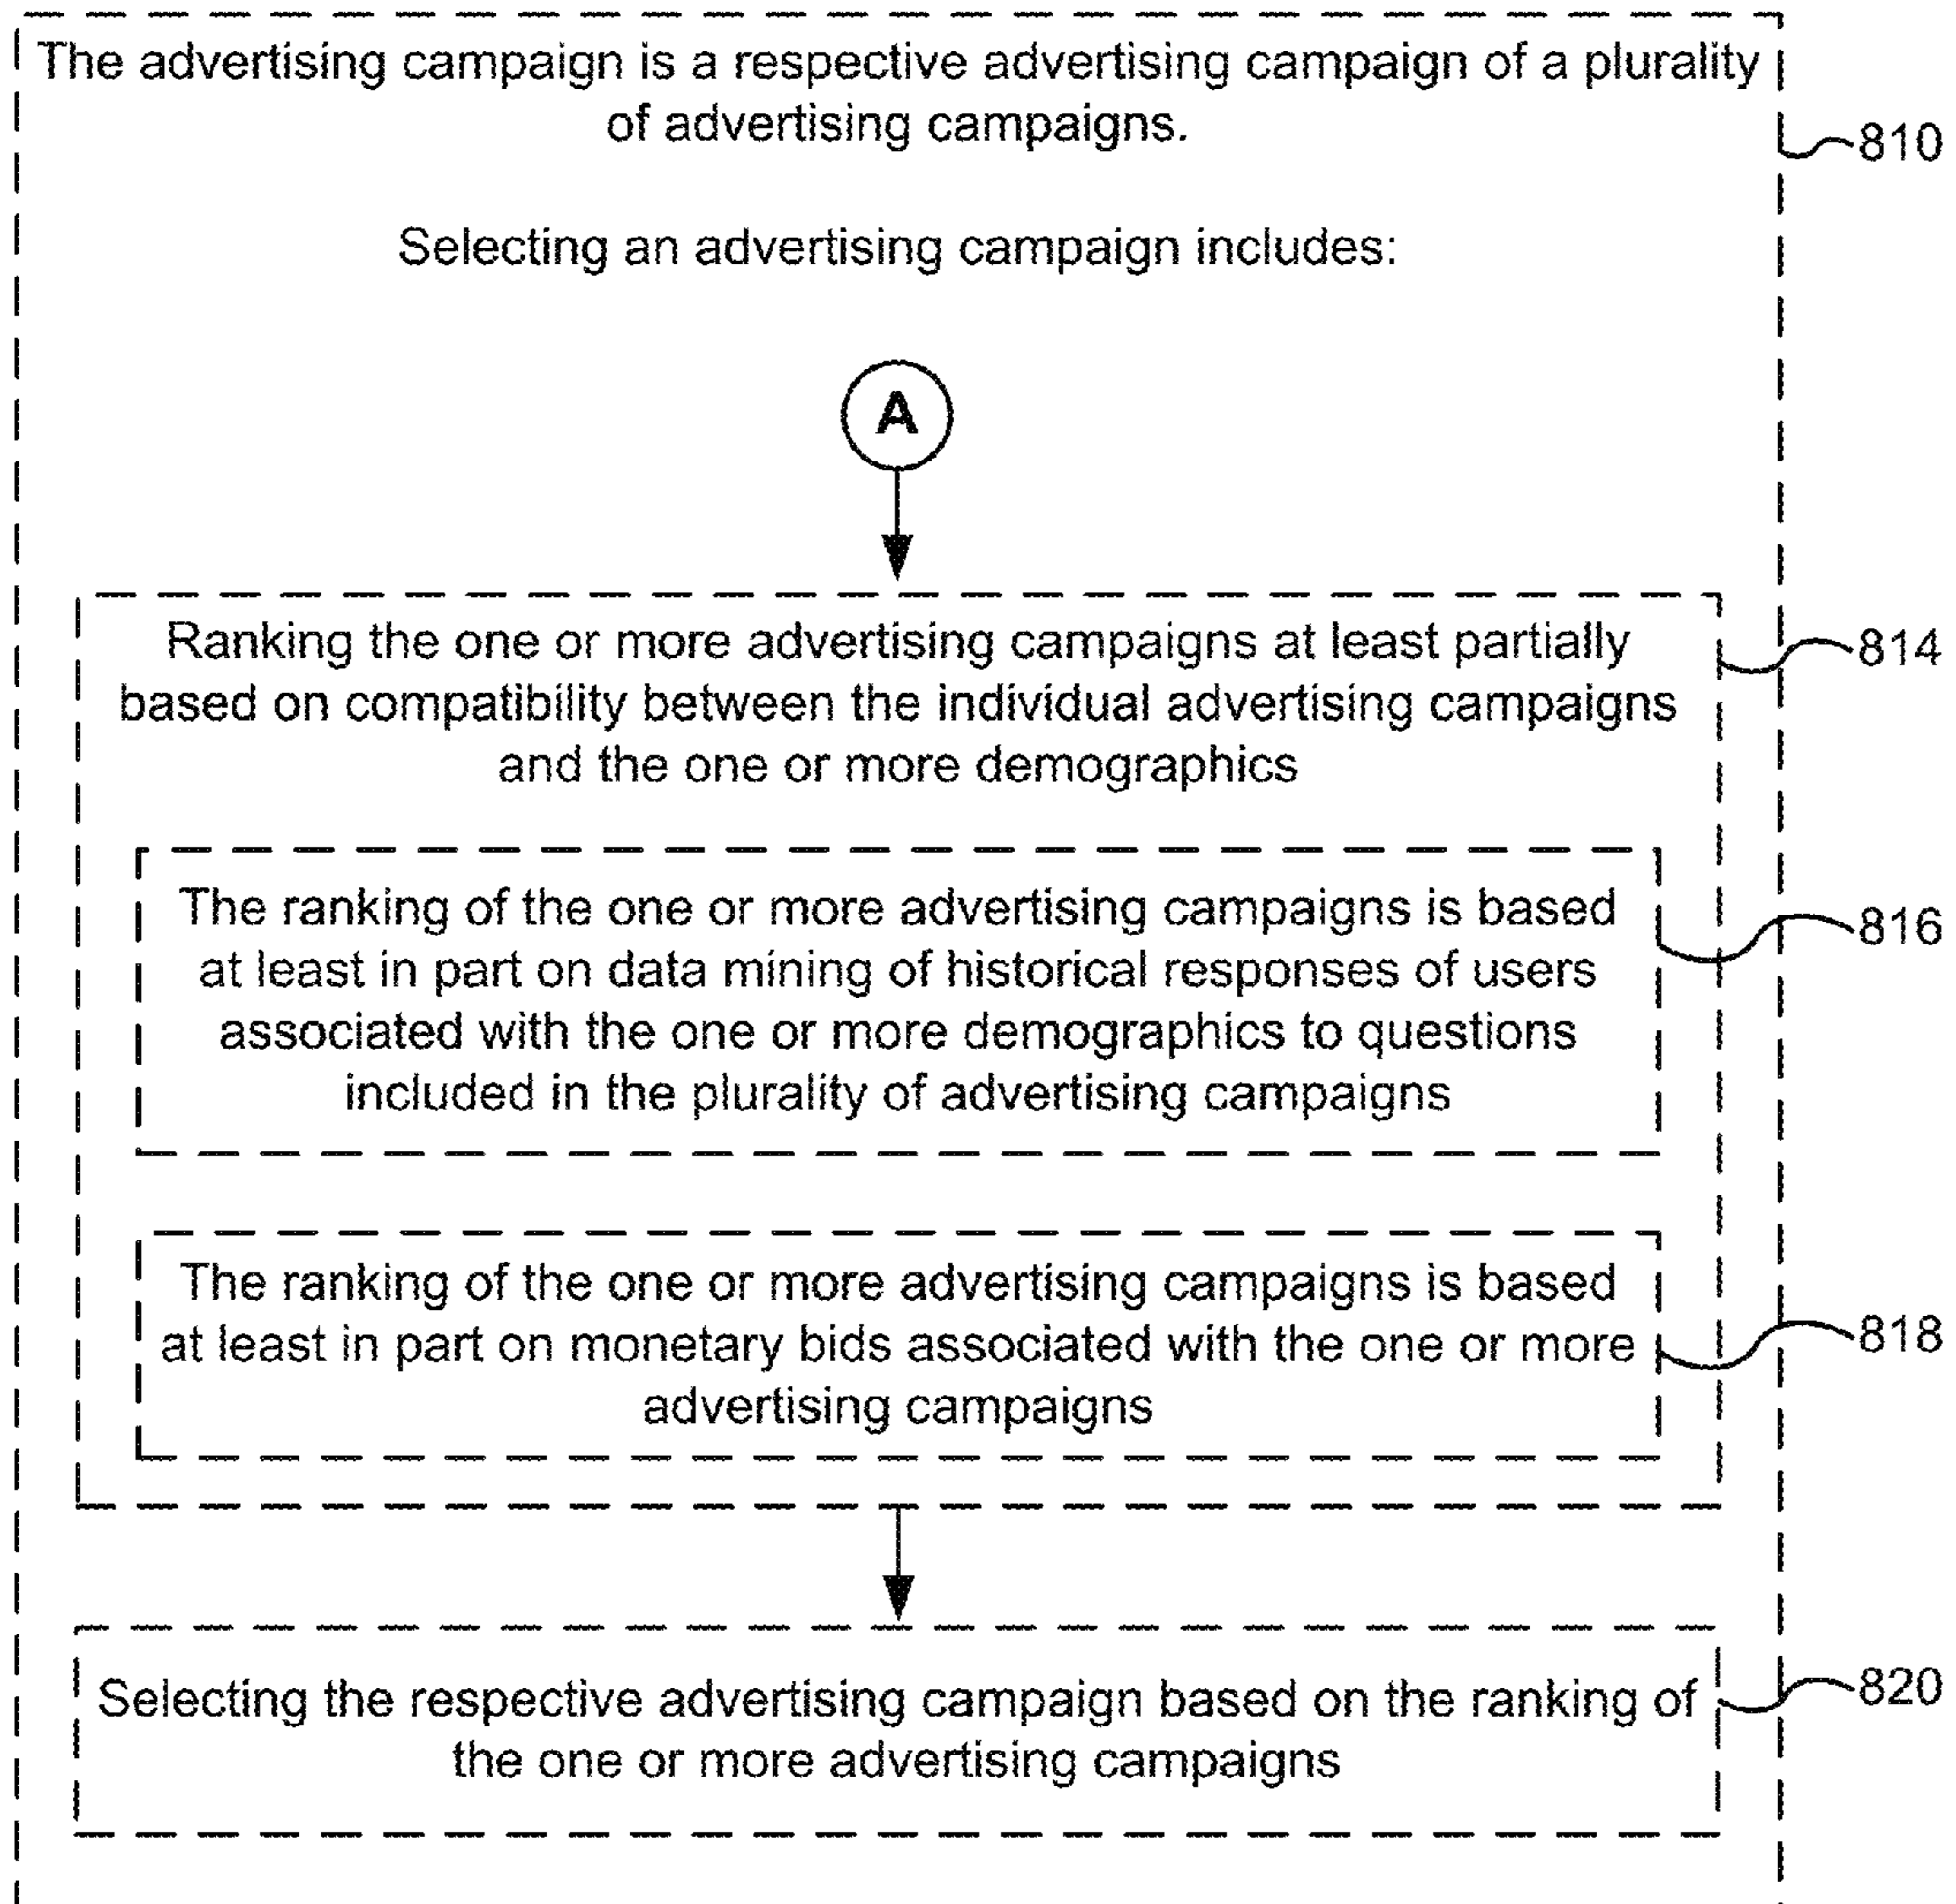 The advertising campaign is a respective advertising campaign of a plurality
of advertising campaigns.
810
Selecting an advertising campaign includes:
A
Ranking the one or more advertising campaigns at least partially
based on compatibility between the individual advertising campaigns
and the one or more demographics
814
The ranking of the one or more advertising campaigns is based
at least in part on data mining of historical responses of users
associated with the one or more demographics to questions
included in the plurality of advertising campaigns
816
The ranking of the one or more advertising campaigns is based
at least in part on monetary bids associated with the one or more
advertising campaigns
818
Selecting the respective advertising campaign based on the ranking of
the one or more advertising campaigns
820